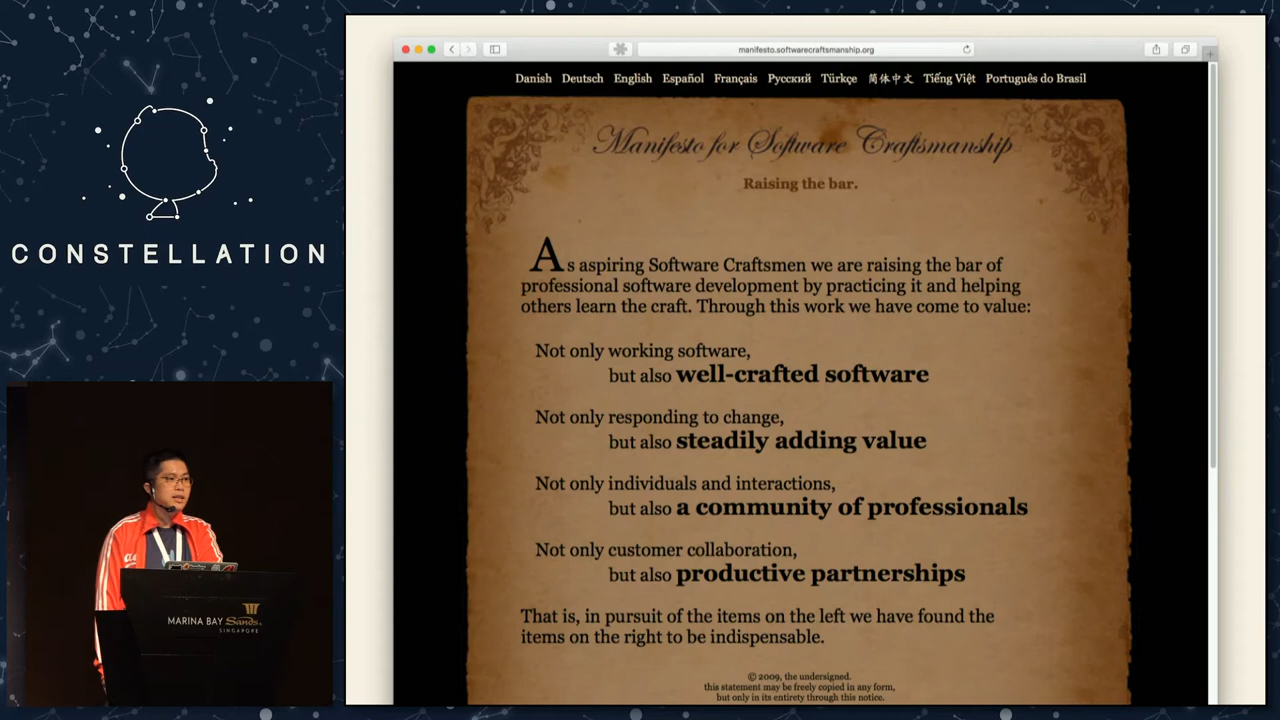 CONSTELLATION
MARINA BAY Sands
SINGAPORE
manifesto.softwarecraftsmanship.org
Danish Deutsch English Español Français Русский Türkçe 简体中文 Tiếng Việt Português do Brasil
Manifesto for Software Craftsmanship
Raising the bar.
As aspiring Software Craftsmen we are raising the bar of
professional software development by practicing it and helping
others learn the craft. Through this work we have come to value:
Not only working software,
but also well-crafted software
Not only responding to change,
but also steadily adding value
Not only individuals and interactions,
but also a community of professionals
Not only customer collaboration,
but also productive partnerships
That is, in pursuit of the items on the left we have found the
items on the right to be indispensable.
© 2009, the undersigned.
this statement may be freely copied in any form,
but only in its entirety through this notice.